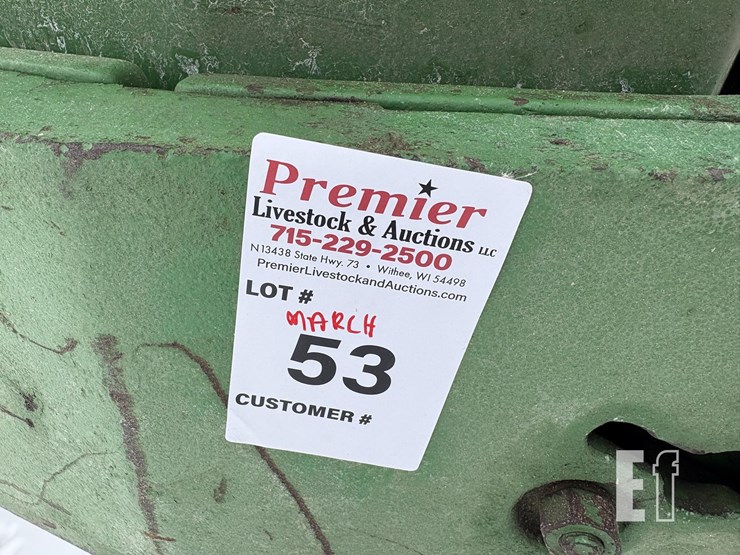 Premier
Livestock & Auctions LLC
715-229-2500
N13438 State Hwy. 73 • Withee, WI 54498
PremierLivestockandAuctions.com
LOT #
MARCH
53
CUSTOMER #
Ef